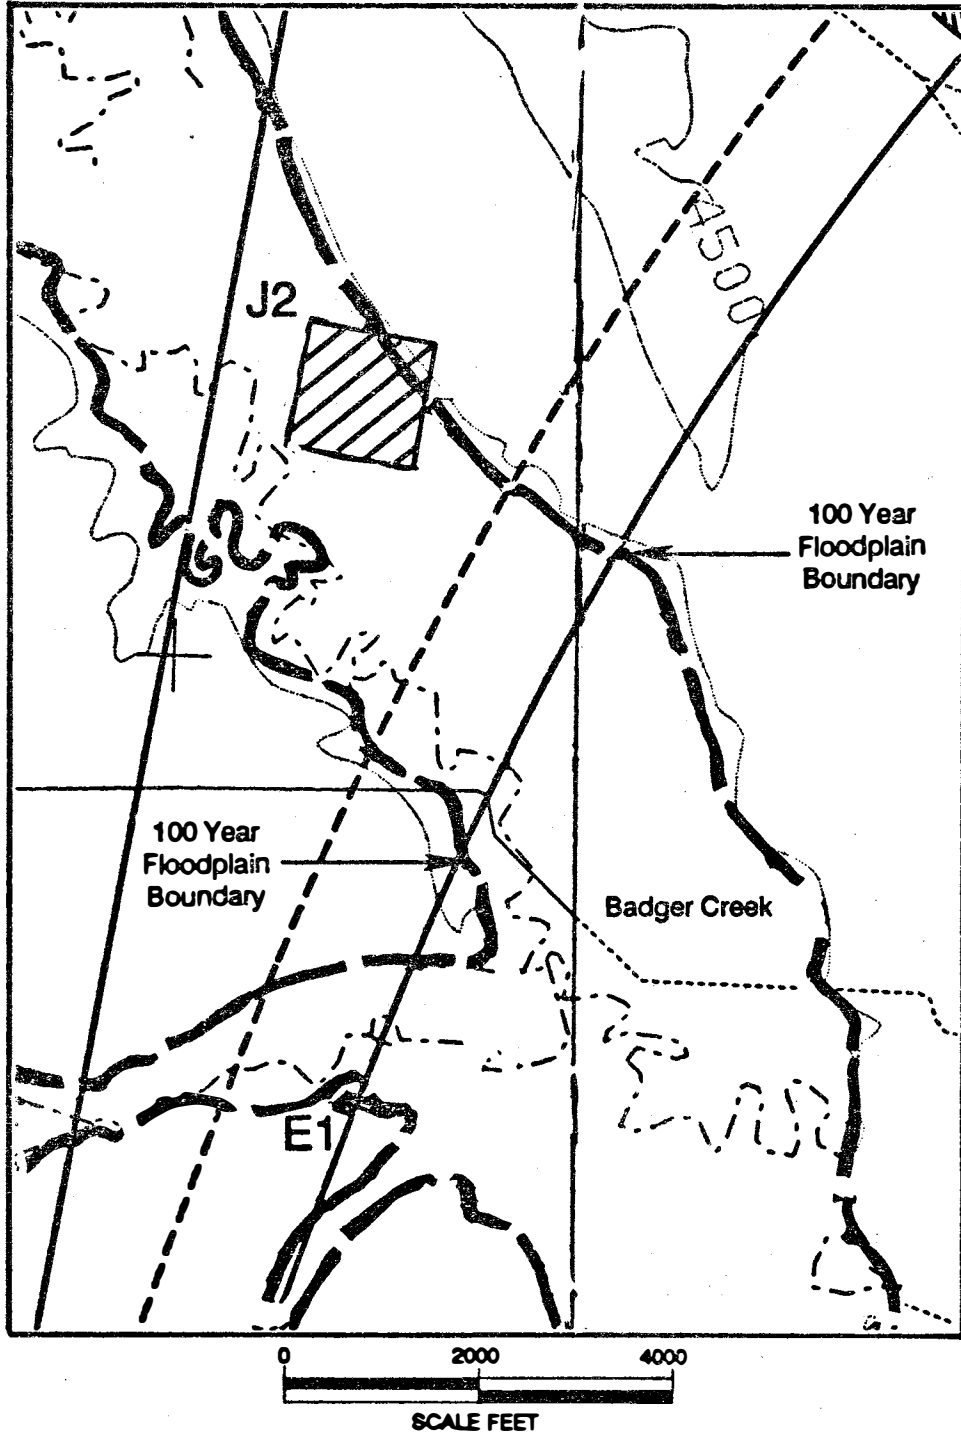 J2
4500
100 Year
Floodplain
Boundary
100 Year
Floodplain
Boundary
Badger Creek
E1
0 2000 4000
SCALE FEET